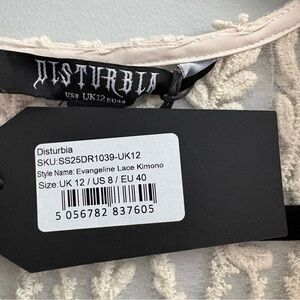 DISTURBIA
US8 UK12 EU40
Disturbia
SKU:SS25DR1039-UK12
Style Name: Evangeline Lace Kimono
Size:UK 12 / US 8 / EU 40
5 056782 837605